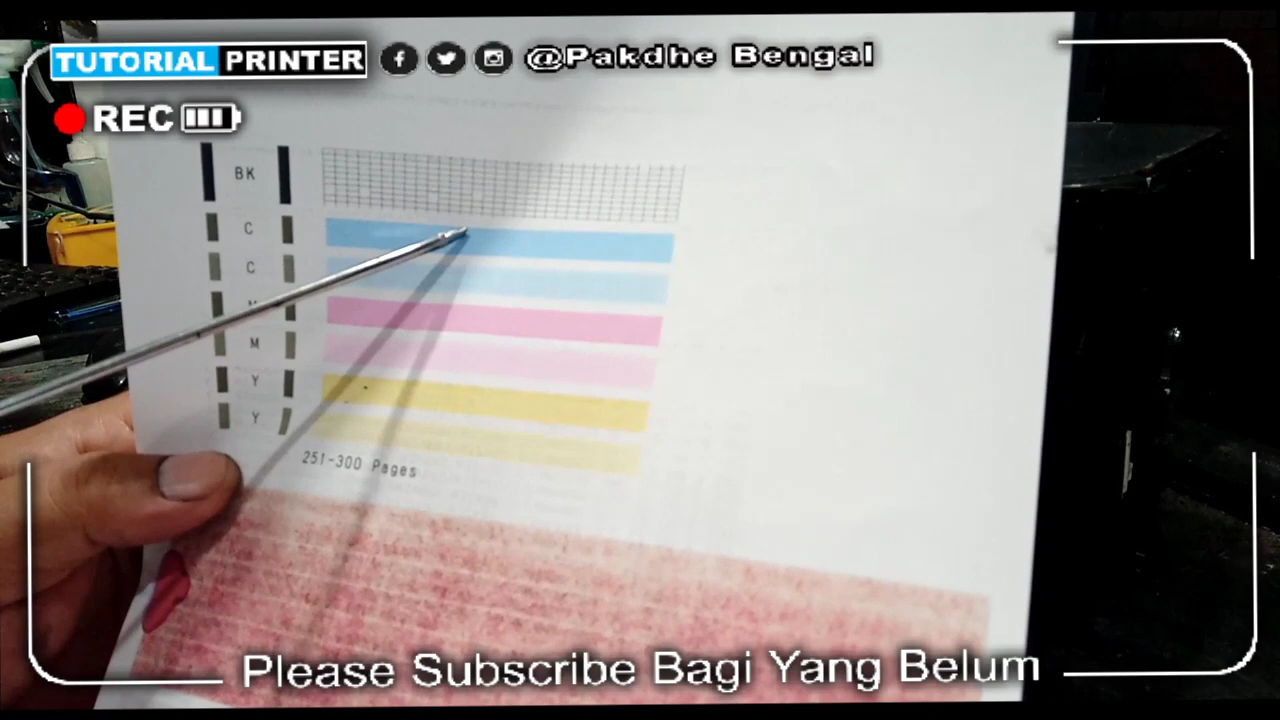 TUTORIAL PRINTER @Pakdhe Bengal
REC
BK
C
C
M
M
Y
Y
251-300 Pages
Please Subscribe Bagi Yang Belum